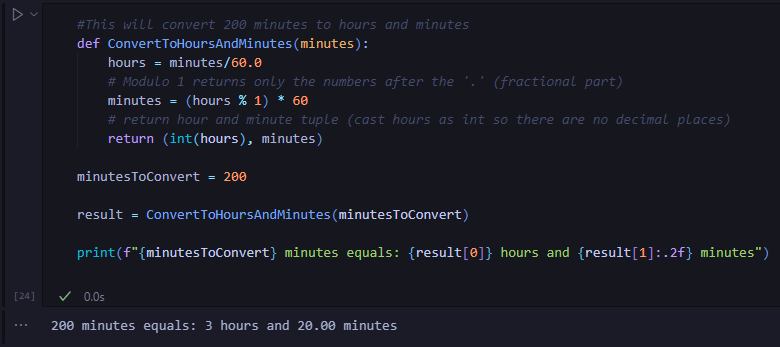 #This will convert 200 minutes to hours and minutes
def ConvertToHoursAndMinutes(minutes):
    hours = minutes/60.0
    # Modulo 1 returns only the numbers after the '.' (fractional part)
    minutes = (hours % 1) * 60
    # return hour and minute tuple (cast hours as int so there are no decimal places)
    return (int(hours), minutes)

minutesToConvert = 200

result = ConvertToHoursAndMinutes(minutesToConvert)

print(f"{minutesToConvert} minutes equals: {result[0]} hours and {result[1]:.2f} minutes")
[24]
0.0s
...
200 minutes equals: 3 hours and 20.00 minutes